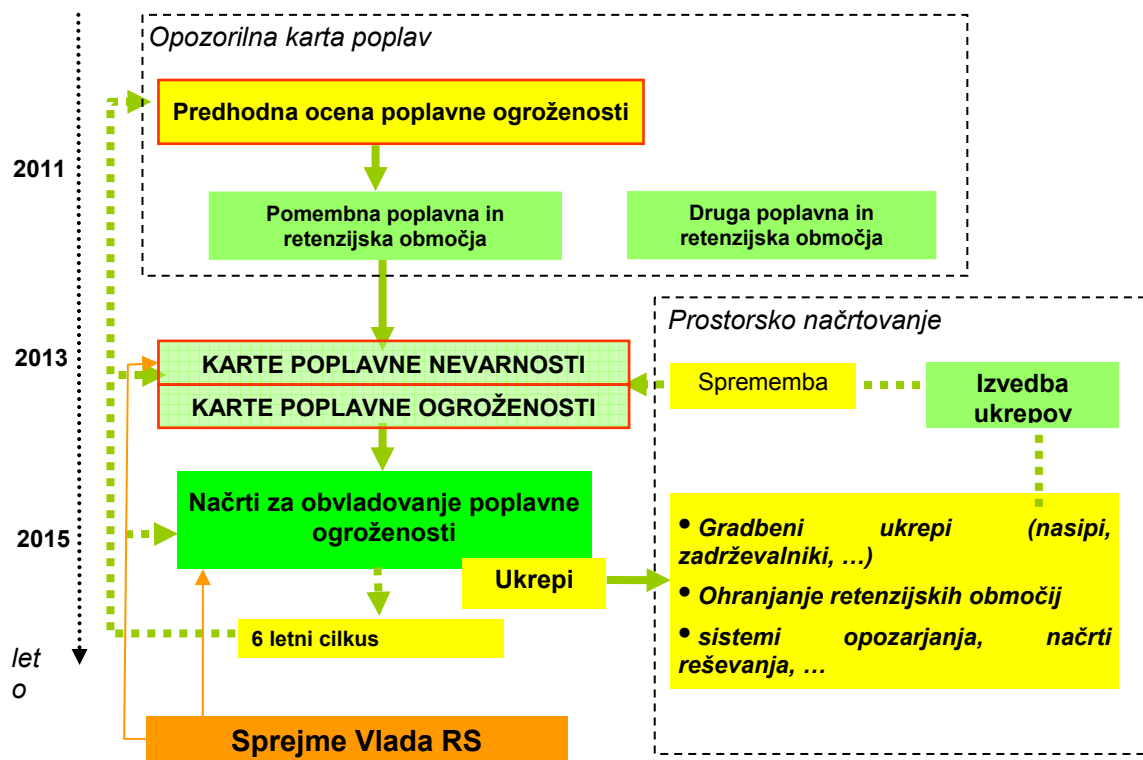 Opozorilna karta poplav
Predhodna ocena poplavne ogroženosti
2011
Pomembna poplavna in
retenzijska območja
Druga poplavna in
retenzijska območja
Prostorsko načrtovanje
2013
KARTE POPLAVNE NEVARNOSTI
KARTE POPLAVNE OGROŽENOSTI
Sprememba
Izvedba
ukrepov
Načrti za obvladovanje poplavne
ogroženosti
2015
Ukrepi
• Gradbeni ukrepi (nasipi,
zadrževalniki, …)
• Ohranjanje retenzijskih območij
• sistemi opozarjanja, načrti
reševanja, …
6 letni cilkus
let
o
Sprejme Vlada RS